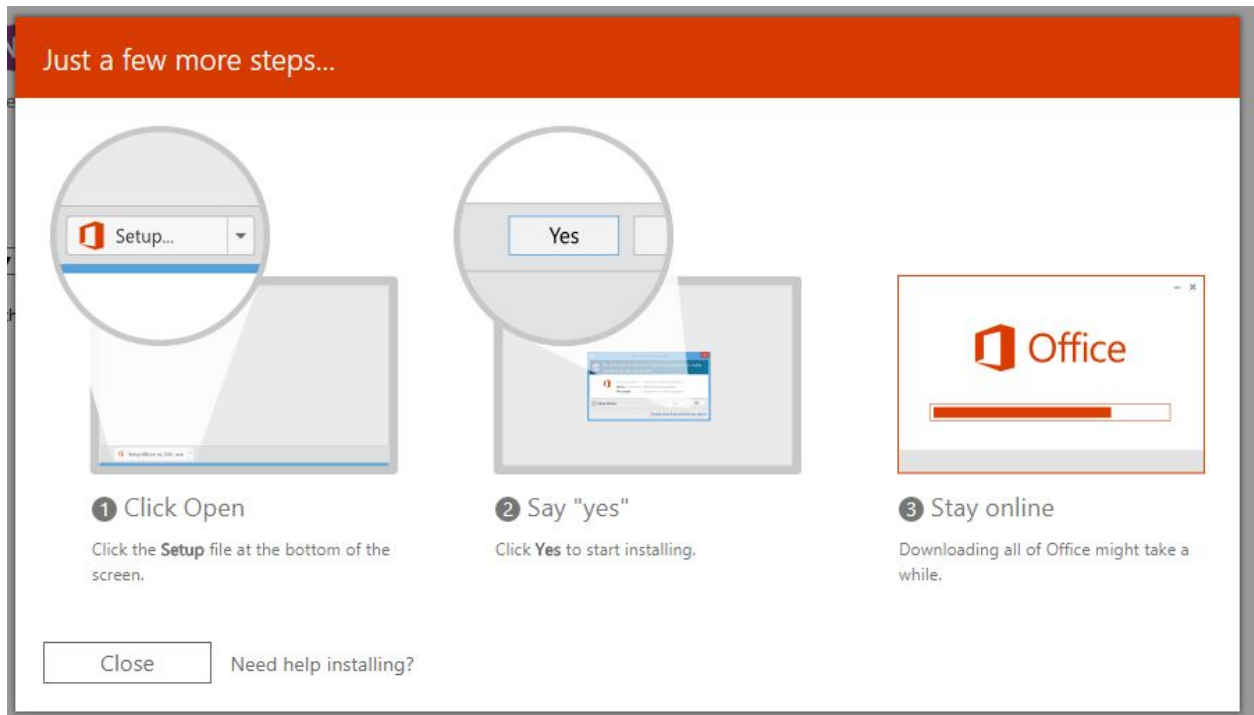 Just a few more steps...
Setup...
Yes
Office
1 Click Open
Click the Setup file at the bottom of the
screen.
2 Say "yes"
Click Yes to start installing.
3 Stay online
Downloading all of Office might take a
while.
Close
Need help installing?